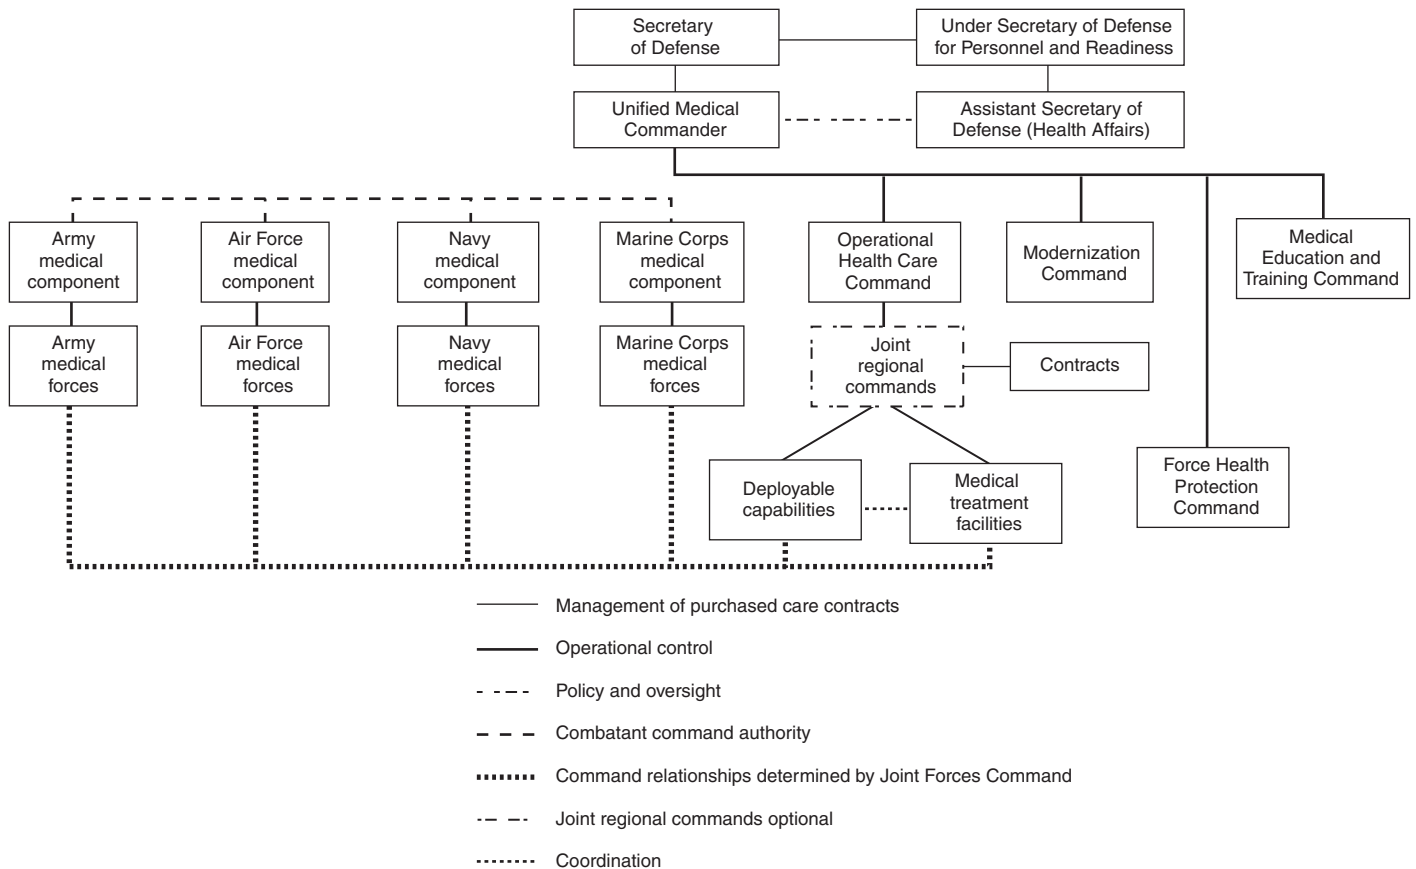 Secretary
of Defense
Under Secretary of Defense
for Personnel and Readiness
Unified Medical
Commander
Assistant Secretary of
Defense (Health Affairs)
Army
medical
component
Air Force
medical
component
Navy
medical
component
Marine Corps
medical
component
Operational
Health Care
Command
Modernization
Command
Medical
Education and
Training Command
Army
medical
forces
Air Force
medical
forces
Navy
medical
forces
Marine Corps
medical
forces
Joint
regional
commands
Contracts
Deployable
capabilities
Medical
treatment
facilities
Force Health
Protection
Command
Management of purchased care contracts
Operational control
Policy and oversight
Combatant command authority
Command relationships determined by Joint Forces Command
Joint regional commands optional
Coordination